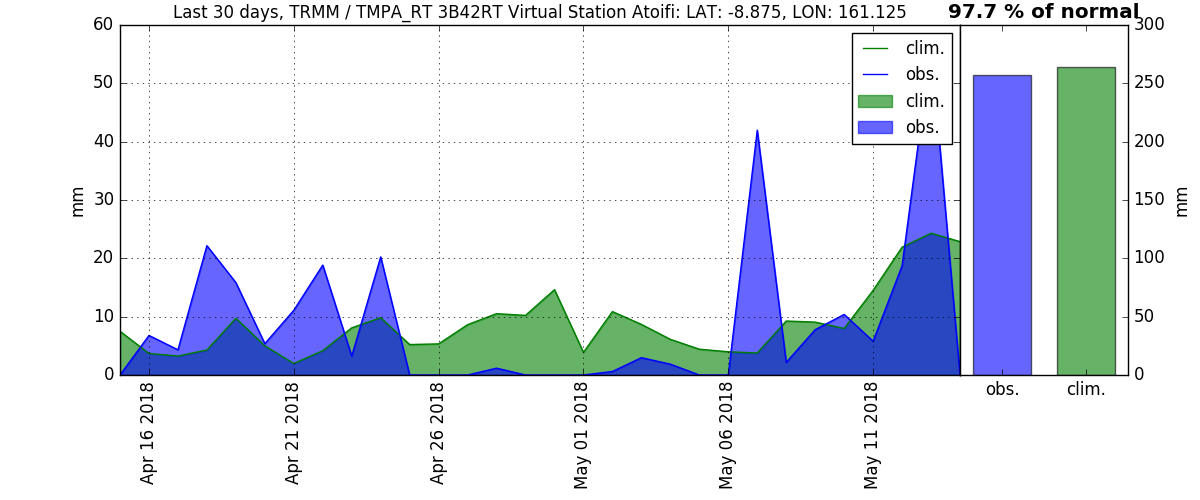 Last 30 days, TRMM / TMPA_RT 3B42RT Virtual Station Atoifi: LAT: -8.875, LON: 161.125
97.7 % of normal
60
50
40
30
20
10
0
mm
clim.
obs.
clim.
obs.
300
250
200
150
100
50
0
mm
Apr 16 2018
Apr 21 2018
Apr 26 2018
May 01 2018
May 06 2018
May 11 2018
obs.
clim.